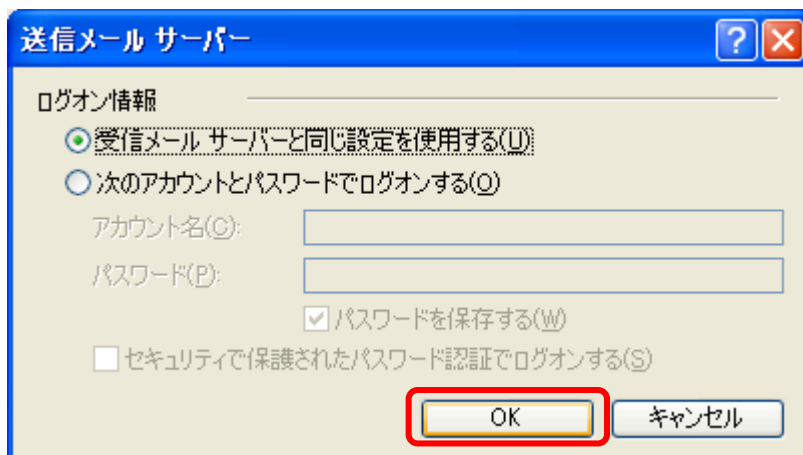 送信メール サーバー
ログオン情報
受信メール サーバーと同じ設定を使用する(U)
次のアカウントとパスワードでログオンする(O)
アカウント名(C):
パスワード(P):
パスワードを保存する(W)
セキュリティで保護されたパスワード認証でログオンする(S)
OK キャンセル